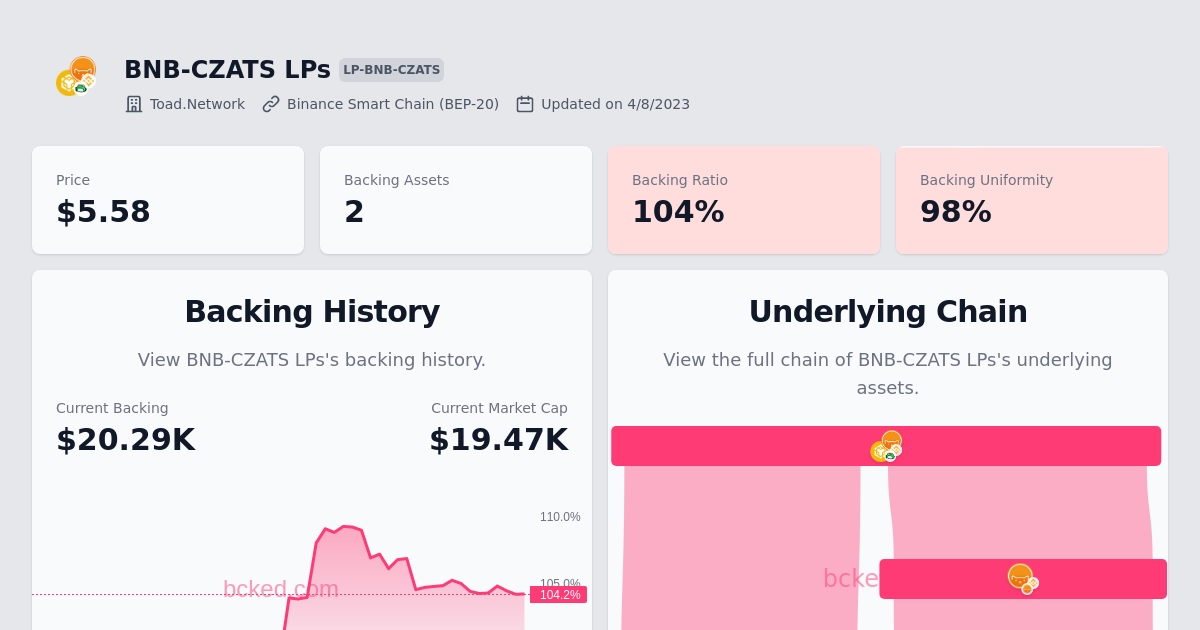 BNB-CZATS LPs LP-BNB-CZATS
Toad.Network Binance Smart Chain (BEP-20) Updated on 4/8/2023
Price
$5.58
Backing Assets
2
Backing Ratio
104%
Backing Uniformity
98%
Backing History
View BNB-CZATS LPs's backing history.
Current Backing
$20.29K
Current Market Cap
$19.47K
110.0%
105.0%
104.2%
bcked.com
Underlying Chain
View the full chain of BNB-CZATS LPs's underlying
assets.
bcke